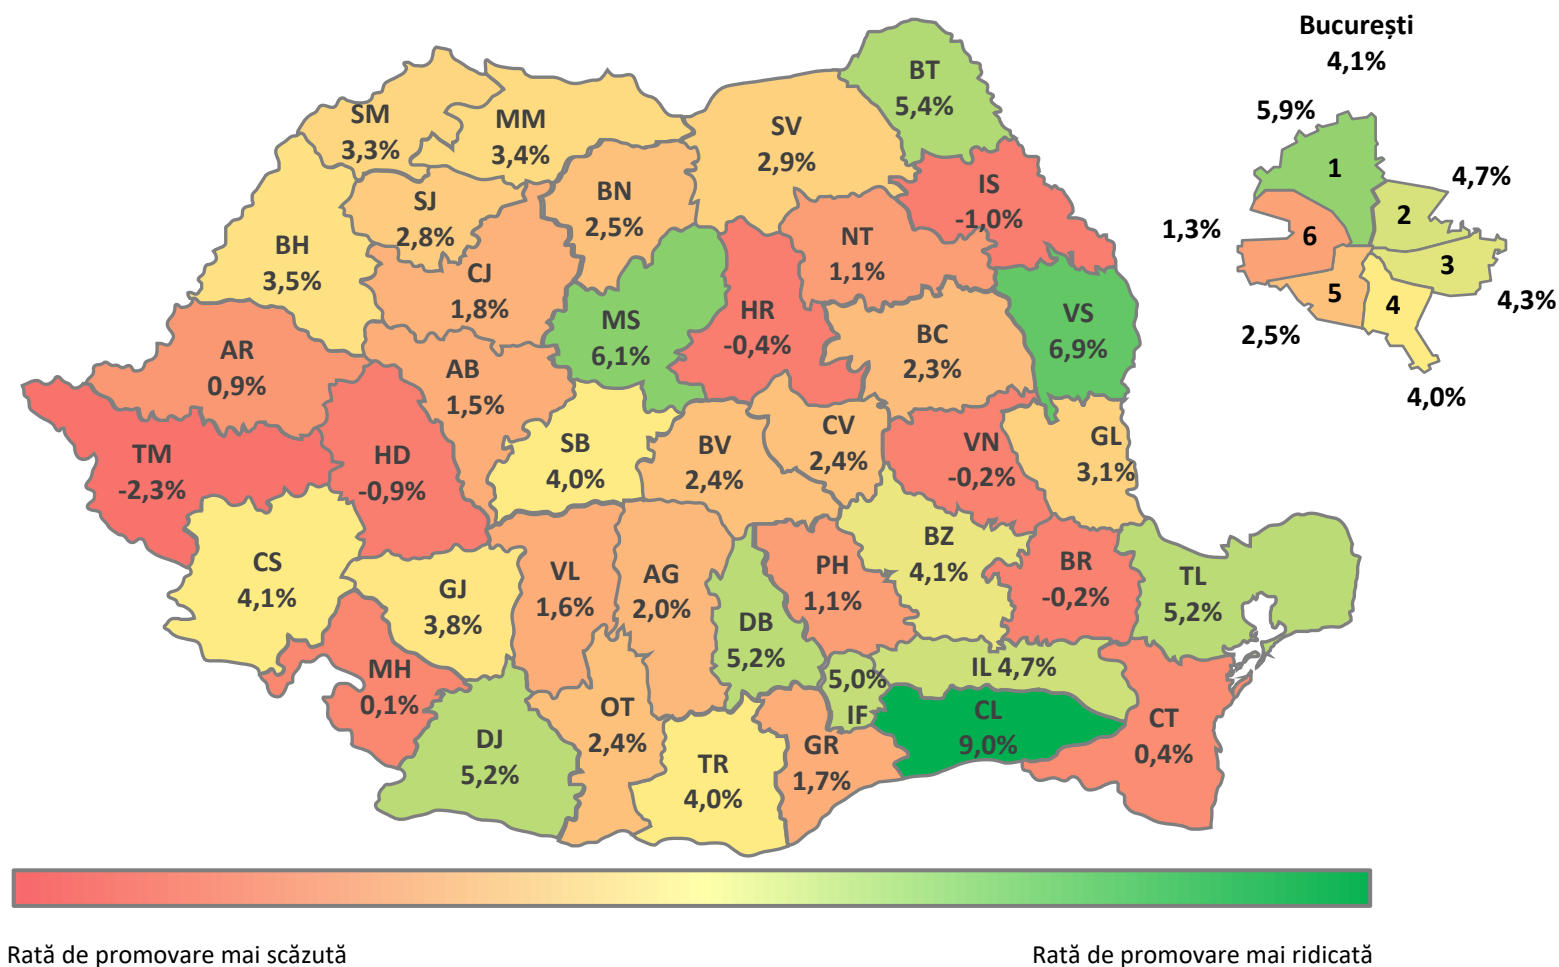 București
4,1%
BT
5,4%
SM
3,3%
MM
3,4%
SV
2,9%
5,9%
1
4,7%
2
1,3%
6
3
4,3%
5
4
2,5%
4,0%
IS
-1,0%
BN
2,5%
SJ
2,8%
BH
3,5%
NT
1,1%
CJ
1,8%
MS
6,1%
HR
-0,4%
BC
2,3%
VS
6,9%
AR
0,9%
AB
1,5%
TM
-2,3%
HD
-0,9%
SB
4,0%
BV
2,4%
CV
2,4%
VN
-0,2%
GL
3,1%
CS
4,1%
GJ
3,8%
VL
1,6%
AG
2,0%
DB
5,2%
PH
1,1%
BZ
4,1%
BR
-0,2%
TL
5,2%
MH
0,1%
DJ
5,2%
OT
2,4%
TR
4,0%
GR
1,7%
5,0%
IF
IL 4,7%
CL
9,0%
CT
0,4%
Rată de promovare mai scăzută
Rată de promovare mai ridicată